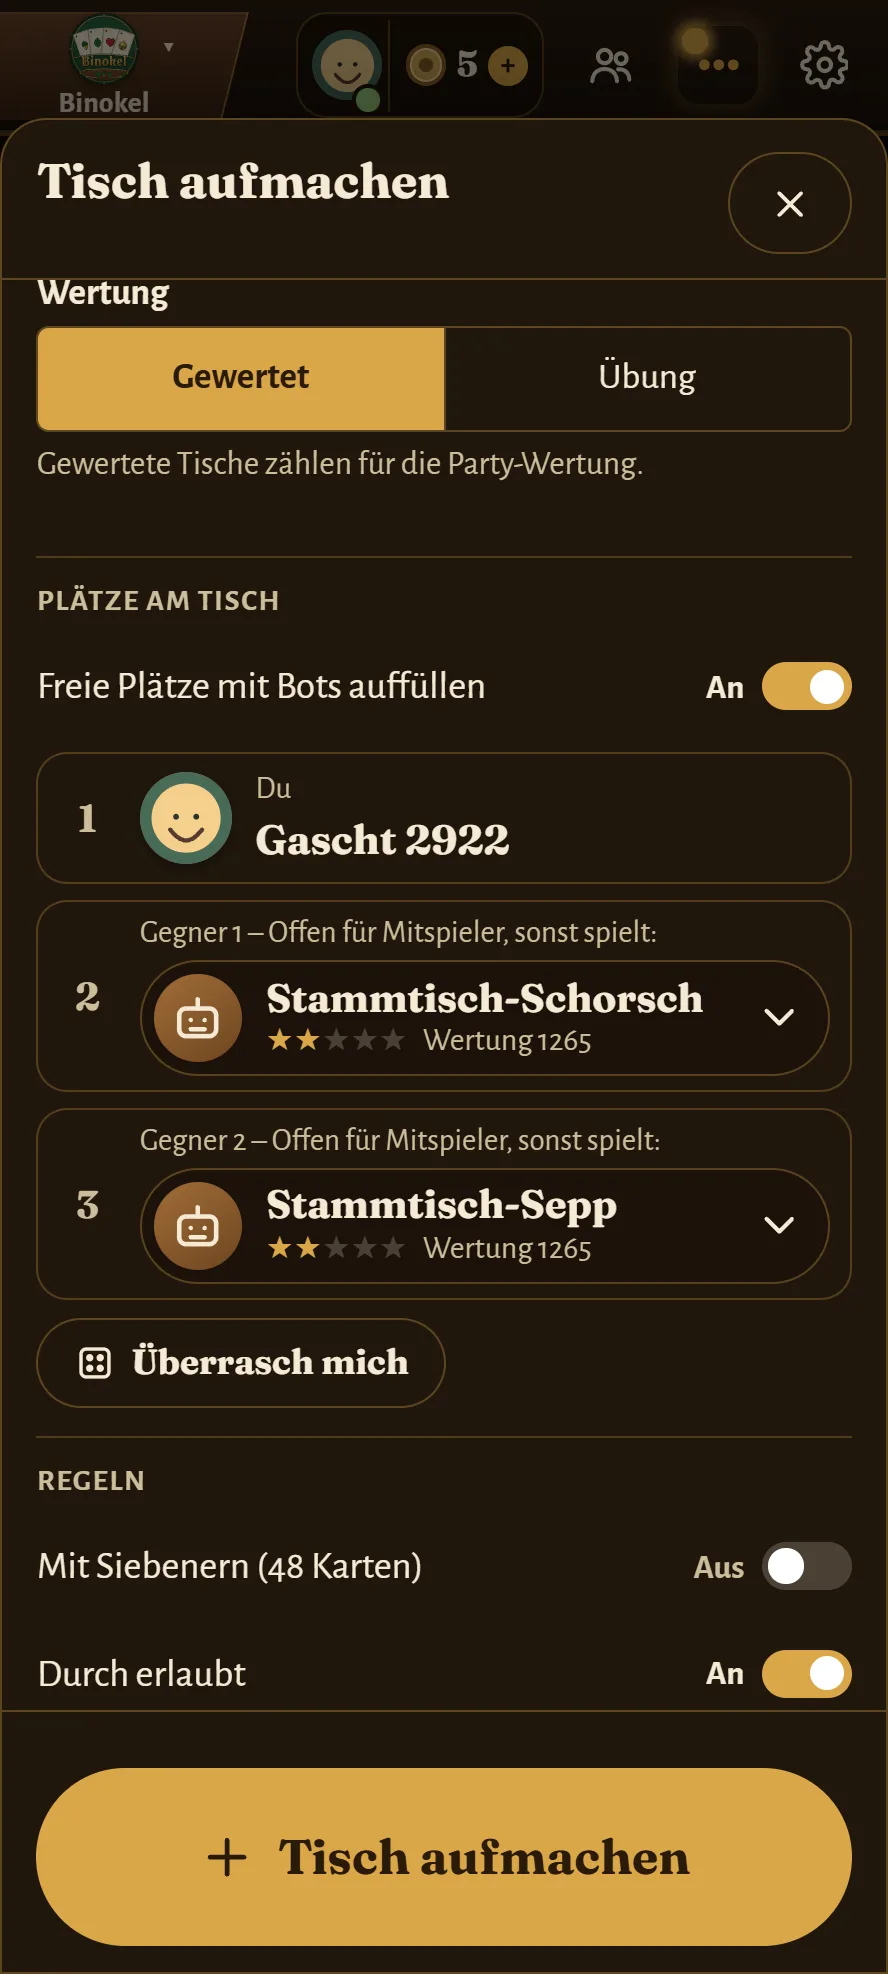 Binokel
Binokel
5
Tisch aufmachen
Wertung
Gewertet
Übung
Gewertete Tische zählen für die Party-Wertung.
PLÄTZE AM TISCH
Freie Plätze mit Bots auffüllen
An
1
Du
Gascht 2922
Gegner 1 – Offen für Mitspieler, sonst spielt:
2
Stammtisch-Schorsch
Wertung 1265
Gegner 2 – Offen für Mitspieler, sonst spielt:
3
Stammtisch-Sepp
Wertung 1265
Überrasch mich
REGELN
Mit Siebenern (48 Karten)
Aus
Durch erlaubt
An
Tisch aufmachen